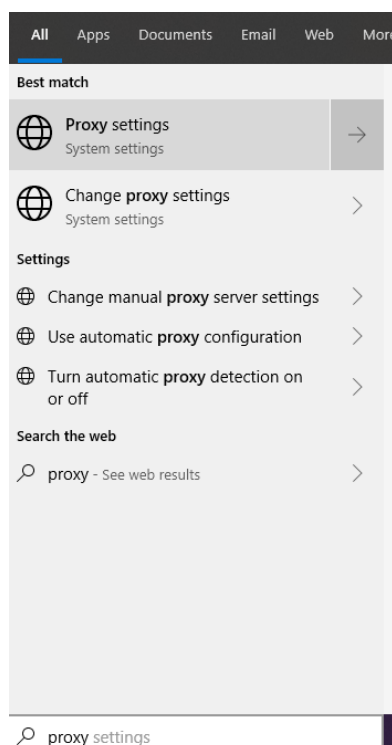 All Apps Documents Email Web More
Best match
Proxy settings
System settings
Change proxy settings
System settings
Settings
Change manual proxy server settings
Use automatic proxy configuration
Turn automatic proxy detection on
or off
Search the web
proxy - See web results
proxy settings